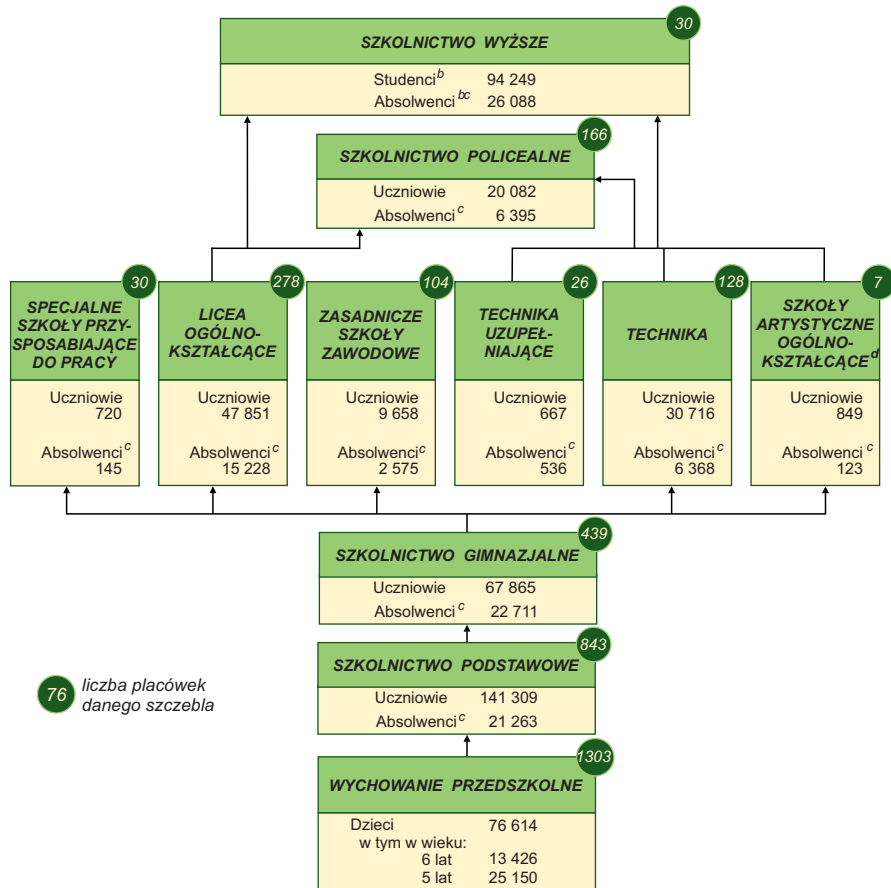 30
SZKOLNICTWO WYŻSZE
Studenci b 94 249
Absolwenci bc 26 088
166
SZKOLNICTWO POLICEALNE
Uczniowie 20 082
Absolwenci c 6 395
30
SPECJALNE
SZKOŁY PRZY-
SPOSABIAJĄCE
DO PRACY
Uczniowie
720
Absolwenci c
145
278
LICEA
OGÓLNO-
KSZTAŁCĄCE
Uczniowie
47 851
Absolwenci c
15 228
104
ZASADNICZE
SZKOŁY
ZAWODOWE
Uczniowie
9 658
Absolwenci c
2 575
26
TECHNIKA
UZUPEŁ-
NIAJĄCE
Uczniowie
667
Absolwenci c
536
128
TECHNIKA
Uczniowie
30 716
Absolwenci c
6 368
7
SZKOŁY
ARTYSTYCZNE
OGÓLNO-
KSZTAŁCĄCE d
Uczniowie
849
Absolwenci c
123
439
SZKOLNICTWO GIMNAZJALNE
Uczniowie 67 865
Absolwenci c 22 711
843
SZKOLNICTWO PODSTAWOWE
Uczniowie 141 309
Absolwenci c 21 263
76 liczba placówek
danego szczebla
1303
WYCHOWANIE PRZEDSZKOLNE
Dzieci 76 614
w tym w wieku:
6 lat 13 426
5 lat 25 150